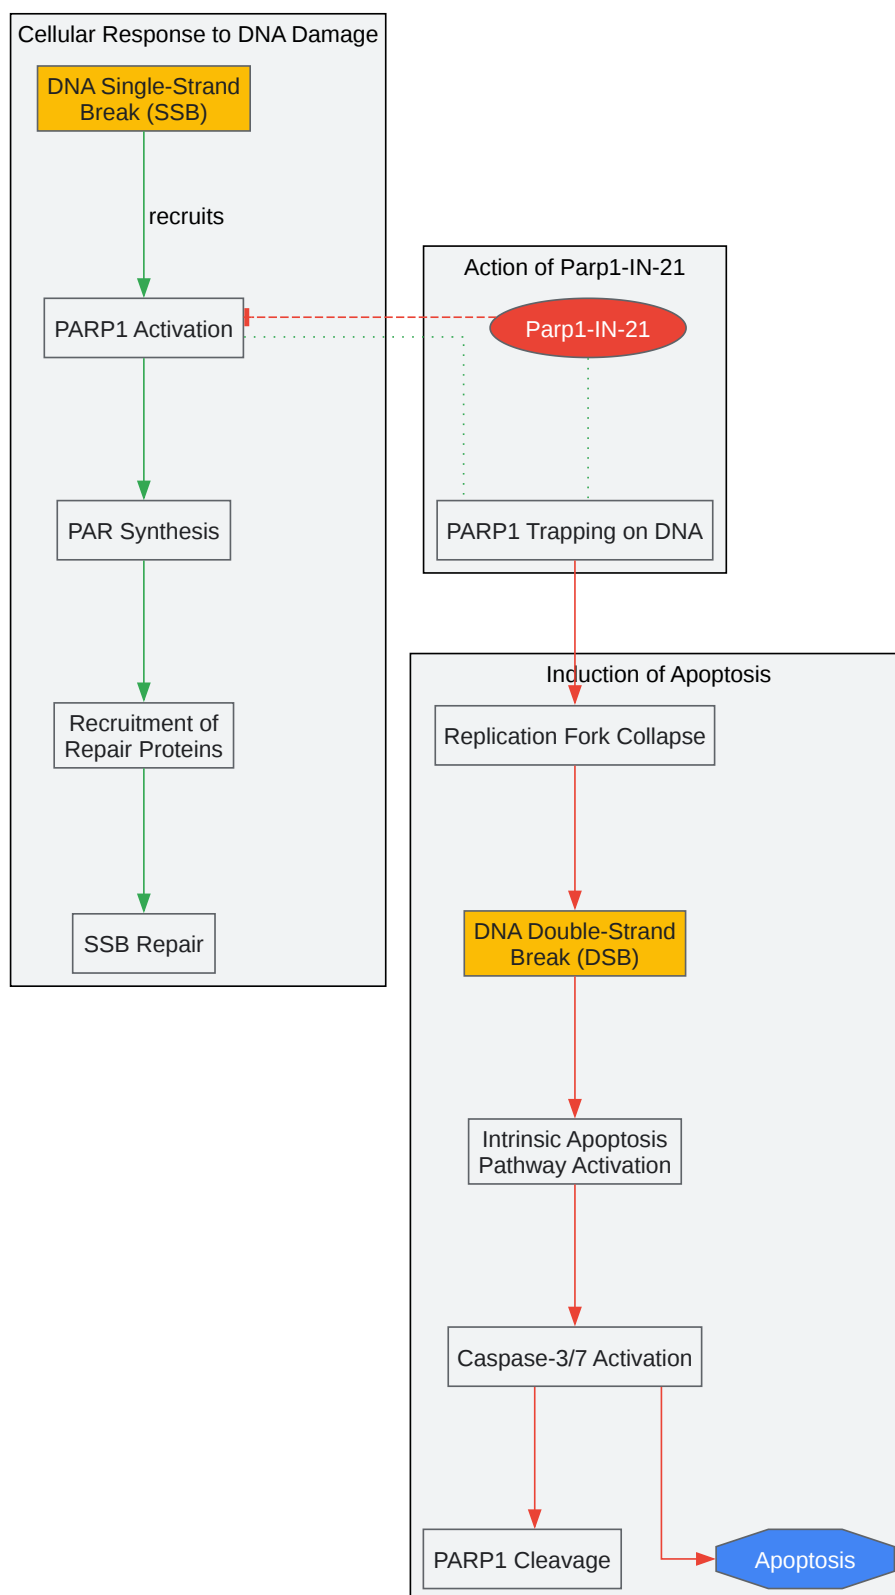 Cellular Response to DNA Damage
DNA Single-Strand
Break (SSB)
recruits
PARP1 Activation
PAR Synthesis
Recruitment of
Repair Proteins
SSB Repair
Action of Parp1-IN-21
Parp1-IN-21
PARP1 Trapping on DNA
Induction of Apoptosis
Replication Fork Collapse
DNA Double-Strand
Break (DSB)
Intrinsic Apoptosis
Pathway Activation
Caspase-3/7 Activation
PARP1 Cleavage
Apoptosis